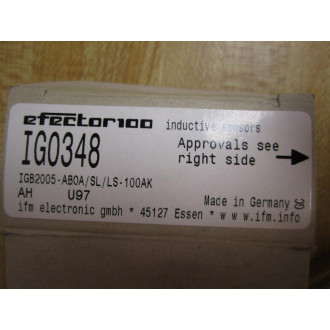 efector100 inductive sensors
IG0348
Approvals see
right side
IGB2005-ABOA/SL/LS-100AK
AH U97
Made in Germany
ifm electronic gmbh * 45127 Essen * www.ifm.info